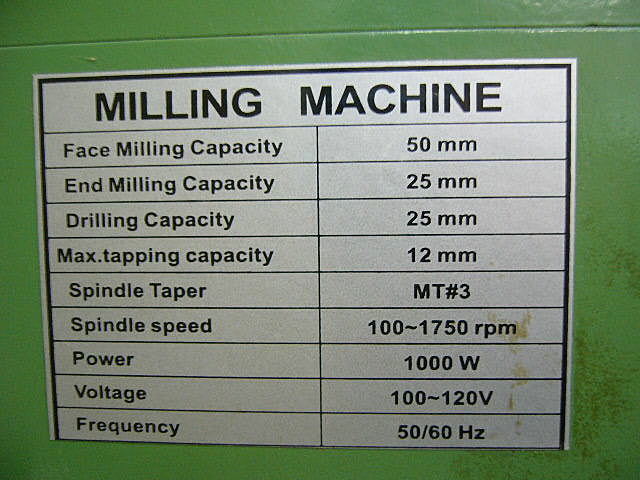 MILLING MACHINE
Face Milling Capacity 50 mm
End Milling Capacity 25 mm
Drilling Capacity 25 mm
Max.tapping capacity 12 mm
Spindle Taper MT#3
Spindle speed 100~1750 rpm
Power 1000 W
Voltage 100~120V
Frequency 50/60 Hz